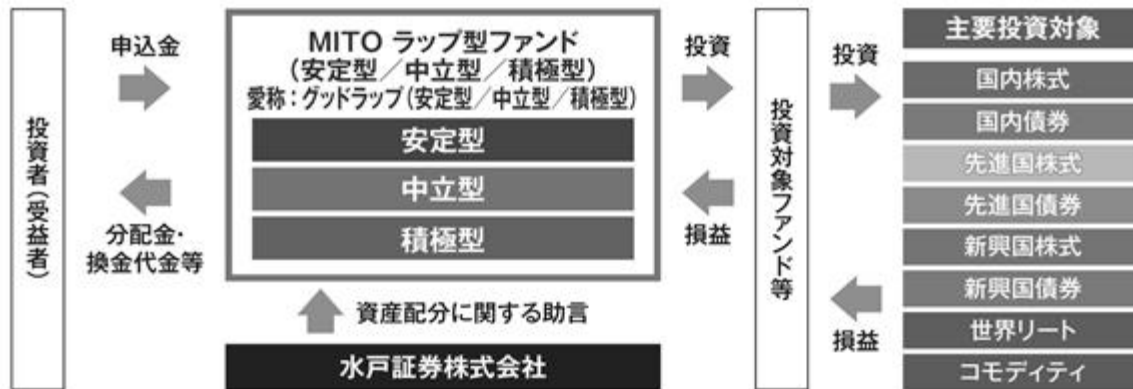 投資者(受益者)
申込金
分配金・
換金代金等
MITO ラップ型ファンド
(安定型／中立型／積極型)
愛称：グッドラップ(安定型／中立型／積極型)
安定型
中立型
積極型
資産配分に関する助言
水戸証券株式会社
投資
損益
投資対象ファンド等
投資
損益
主要投資対象
国内株式
国内債券
先進国株式
先進国債券
新興国株式
新興国債券
世界リート
コモディティ